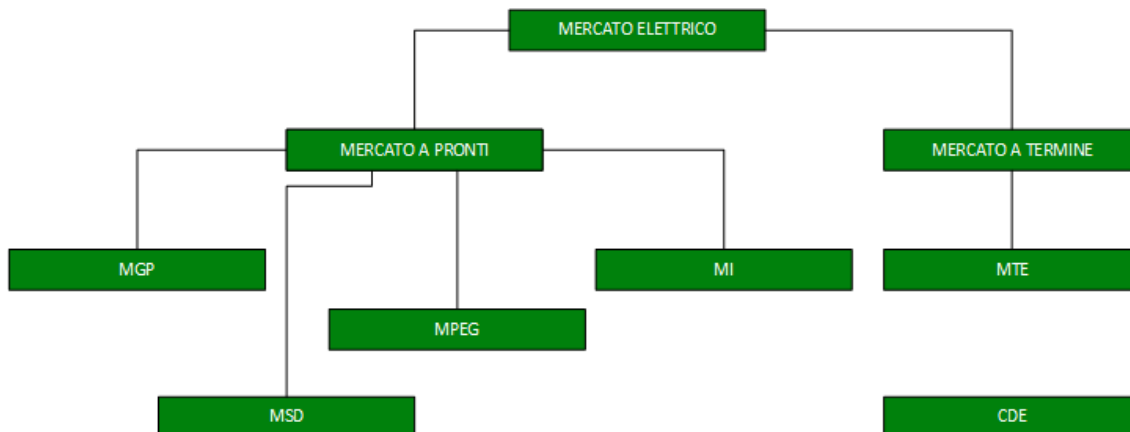 MERCATO ELETTRICO
MERCATO A PRONTI
MERCATO A TERMINE
MGP
MI
MTE
MPEG
MSD
CDE